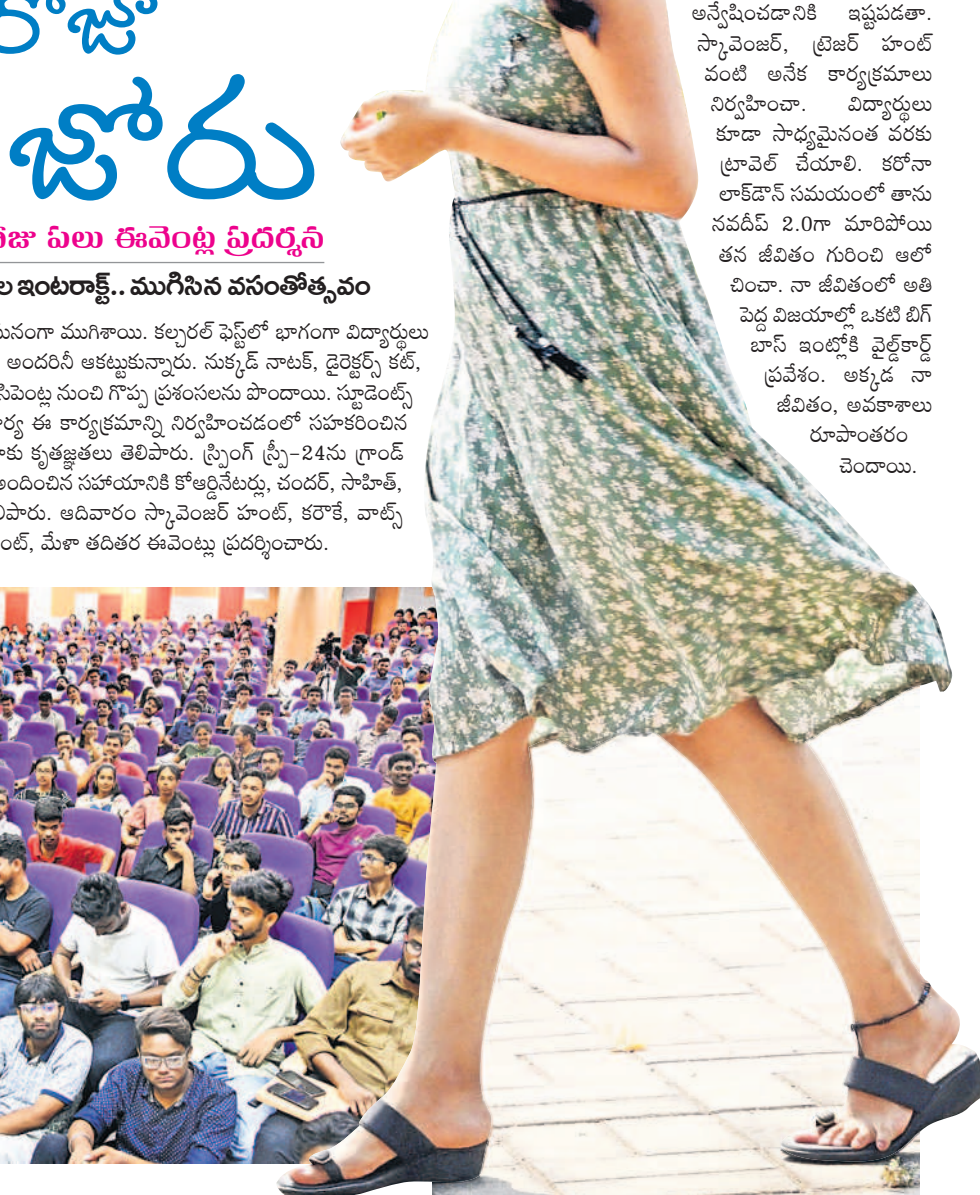 రోజూ
జోరు
పలు ఈవెంట్ల ప్రదర్శన
ఇంటరాక్ట్.. ముగిసిన వసంతోత్సవం
ముగిశాయి. కల్చరల్ ఫెస్ట్‌లో భాగంగా విద్యార్థులు
అందరినీ ఆకట్టుకున్నారు. నుక్కడ్ నాటక్, డైరెక్టర్స్ కట్,
నుంచి గొప్ప ప్రశంసలను పొందాయి. స్టూడెంట్స్
ఈ కార్యక్రమాన్ని నిర్వహించడంలో సహకరించిన
కృతజ్ఞతలు తెలిపారు. స్ప్రింగ్ స్ప్రీ-24ను గ్రాండ్
అందించిన సహాయానికి కోఆర్డినేటర్లు, చందర్, సాహిత్,
ఆదివారం స్కావెంజర్ హంట్, కరౌకే, వాట్స్
మేళా తదితర ఈవెంట్లు ప్రదర్శించారు.
అన్వేషించడానికి ఇష్టపడతా.
స్కావెంజర్, ట్రెజర్ హంట్
వంటి అనేక కార్యక్రమాలు
నిర్వహించా. విద్యార్థులు
కూడా సాధ్యమైనంత వరకు
ట్రావెల్ చేయాలి. కరోనా
లాక్‌డౌన్ సమయంలో తాను
నవదీప్ 2.0గా మారిపోయి
తన జీవితం గురించి ఆలో
చించా. నా జీవితంలో అతి
పెద్ద విజయాల్లో ఒకటి బిగ్
బాస్ ఇంట్లోకి వైల్డ్‌కార్డ్
ప్రవేశం. అక్కడ నా
జీవితం, అవకాశాలు
రూపాంతరం
చెందాయి.